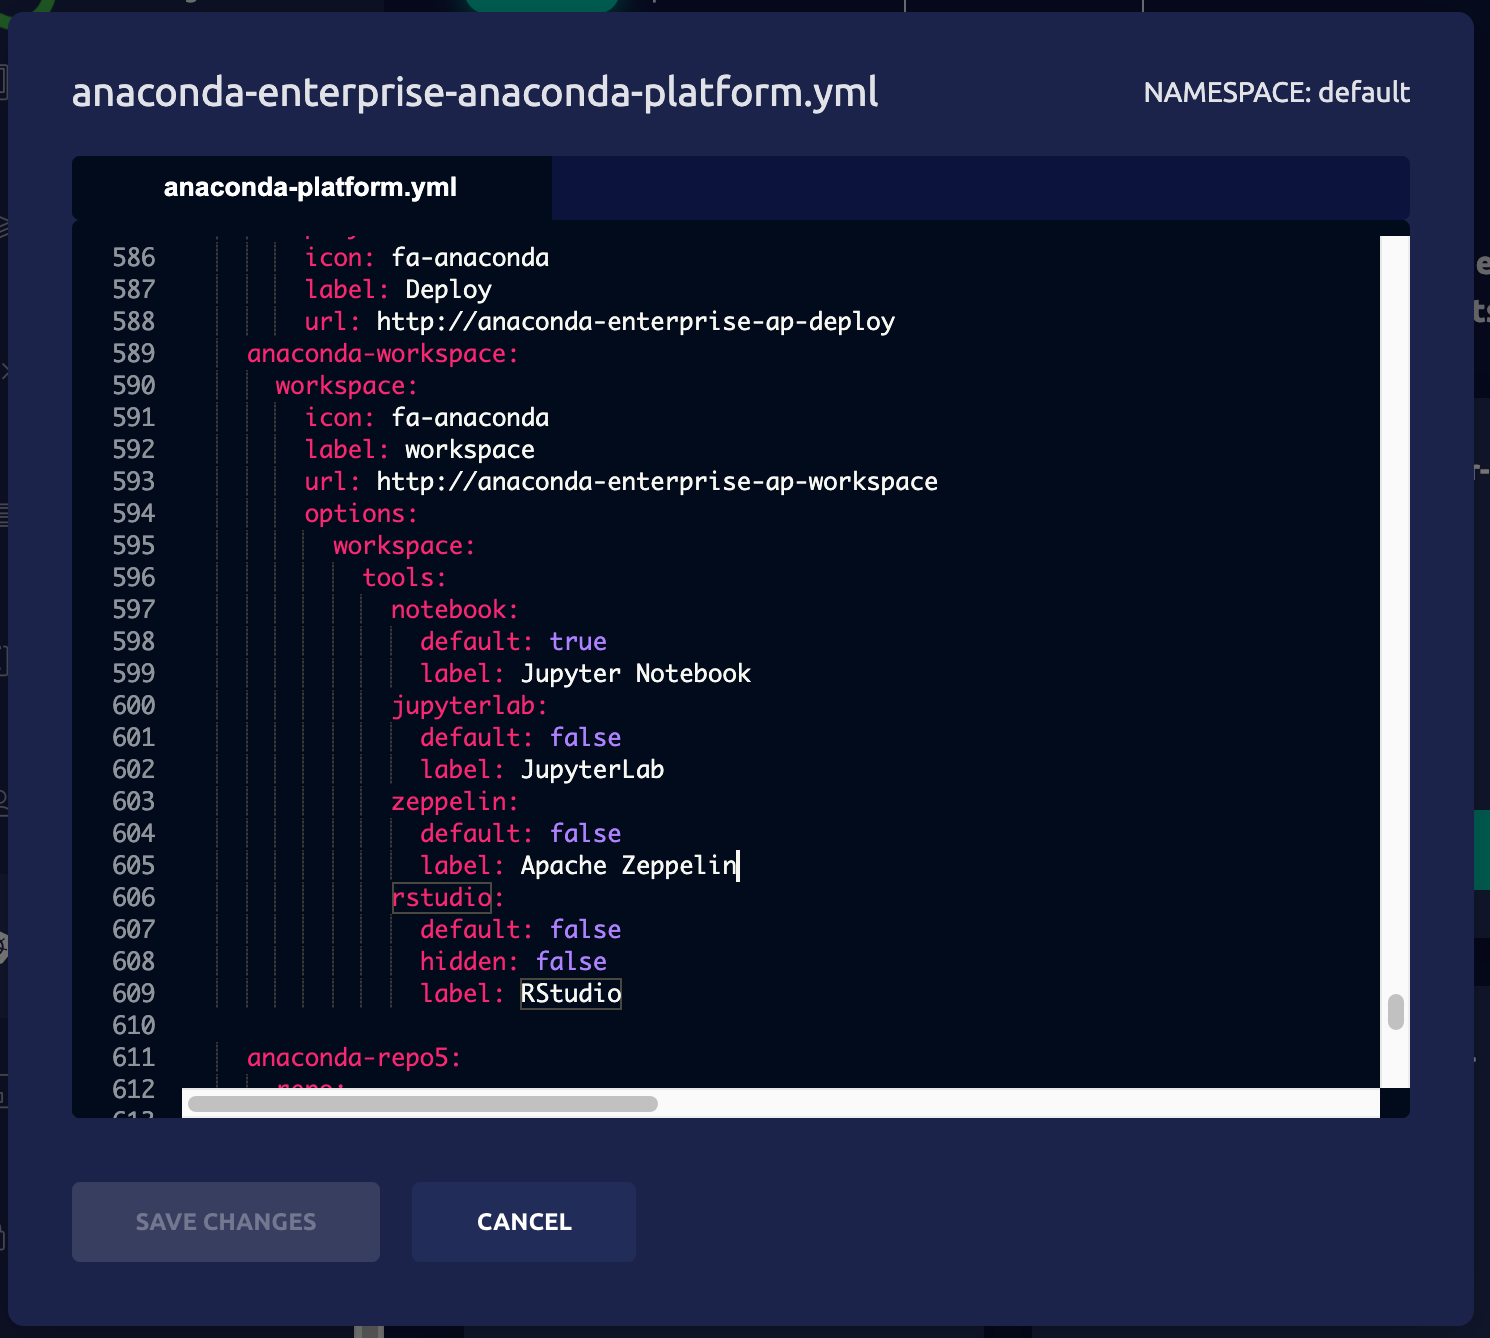 anaconda-enterprise-anaconda-platform.yml
NAMESPACE: default
anaconda-platform.yml
586 icon: fa-anaconda
587 label: Deploy
588 url: http://anaconda-enterprise-ap-deploy
589 anaconda-workspace:
590 workspace:
591 icon: fa-anaconda
592 label: workspace
593 url: http://anaconda-enterprise-ap-workspace
594 options:
595 workspace:
596 tools:
597 notebook:
598 default: true
599 label: Jupyter Notebook
600 jupyterlab:
601 default: false
602 label: JupyterLab
603 zeppelin:
604 default: false
605 label: Apache Zeppelin
606 rstudio:
607 default: false
608 hidden: false
609 label: RStudio
610
611 anaconda-repo5:
612 repo:
SAVE CHANGES
CANCEL